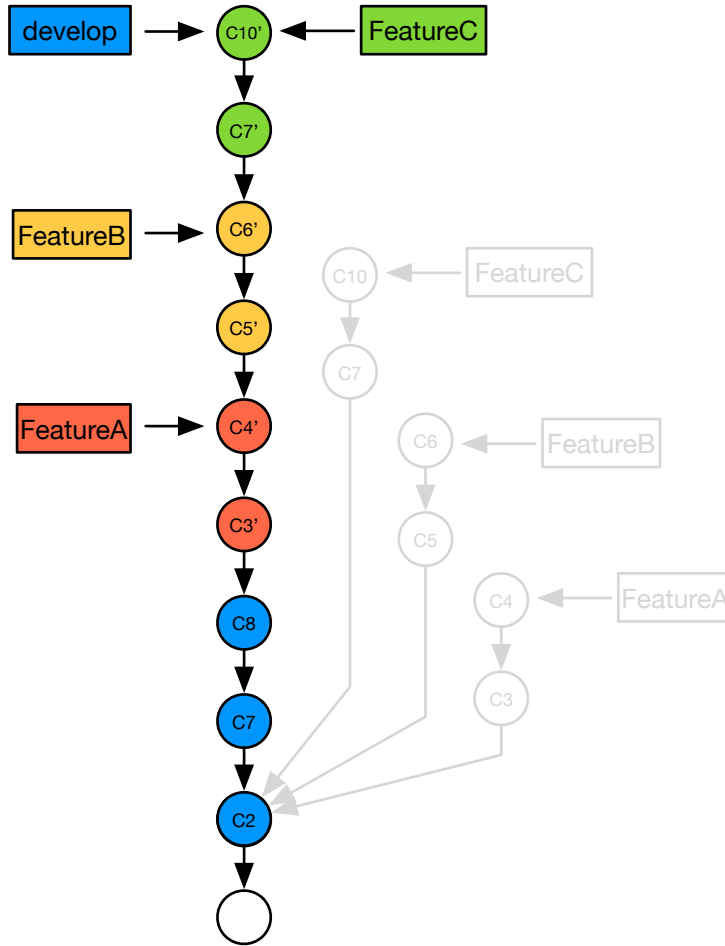 develop
C10’
FeatureC
C7’
FeatureB
C6’
C10
FeatureC
C5’
C7
FeatureA
C4’
C6
FeatureB
C3’
C5
C8
C4
FeatureA
C7
C3
C2